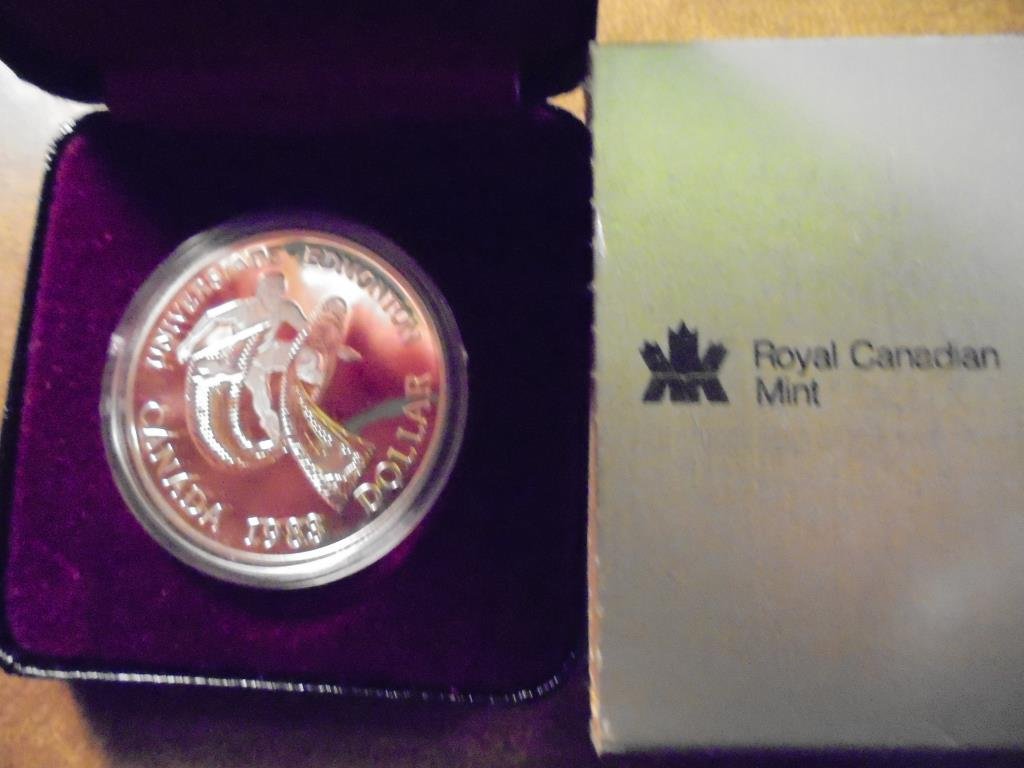 UNIVERSIADE EDMONTON
CANADA 1983 DOLLAR
Royal Canadian
Mint